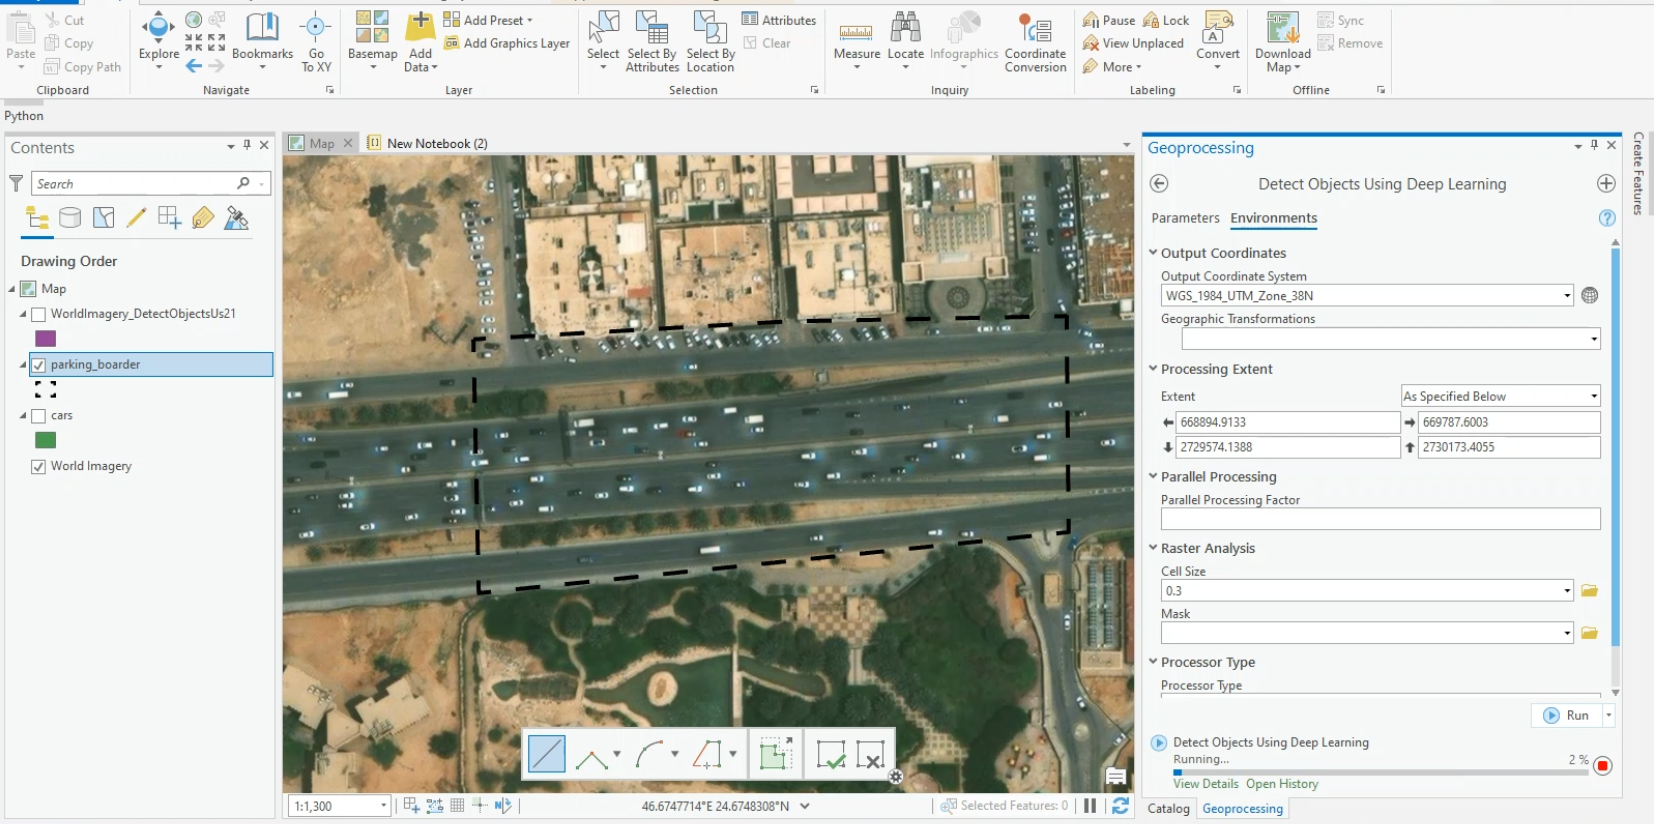 Cut
Copy
Copy Path
Paste
Clipboard
Explore
Bookmarks
Go
To XY
Navigate
Basemap
Add
Data
Add Preset
Add Graphics Layer
Layer
Select
Select By
Attributes
Select By
Location
Attributes
Clear
Selection
Measure
Locate
Infographics
Coordinate
Conversion
Inquiry
Pause
Lock
View Unplaced
More
Convert
Labeling
Download
Map
Sync
Remove
Offline
Python
Contents
Search
Drawing Order
Map
WorldImagery_DetectObjectsUs21
parking_boarder
cars
World Imagery
Map
New Notebook (2)
1:1,300
46.6747714°E 24.6748308°N
Selected Features: 0
Geoprocessing
Detect Objects Using Deep Learning
Parameters Environments
Output Coordinates
Output Coordinate System
WGS_1984_UTM_Zone_38N
Geographic Transformations
Processing Extent
Extent
As Specified Below
668894.9133
669787.6003
2729574.1388
2730173.4055
Parallel Processing
Parallel Processing Factor
Raster Analysis
Cell Size
0.3
Mask
Processor Type
Processor Type
Run
Detect Objects Using Deep Learning
Running...
2 %
View Details Open History
Catalog
Geoprocessing
Create Features